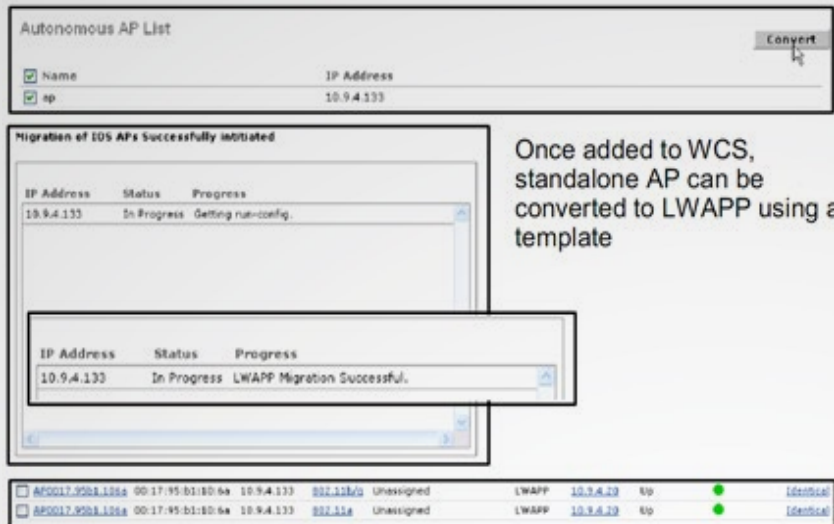 Autonomous AP List
Convert
Name IP Address
ap 10.9.4.133
Migration of IOS APs Successfully intitiated
IP Address Status Progress
10.9.4.133 In Progress Getting run-config.
IP Address Status Progress
10.9.4.133 In Progress LWAPP Migration Successful.
Once added to WCS,
standalone AP can be
converted to LWAPP using a
template
AP0017.95b1.106a 00:17:95:b1:80:6a 10.9.4.133 802.11b/g Unassigned LWAPP 10.9.4.20 Up Identical
AP0017.95b1.106a 00:17:95:b1:80:6a 10.9.4.133 802.11a Unassigned LWAPP 10.9.4.20 Up Identical